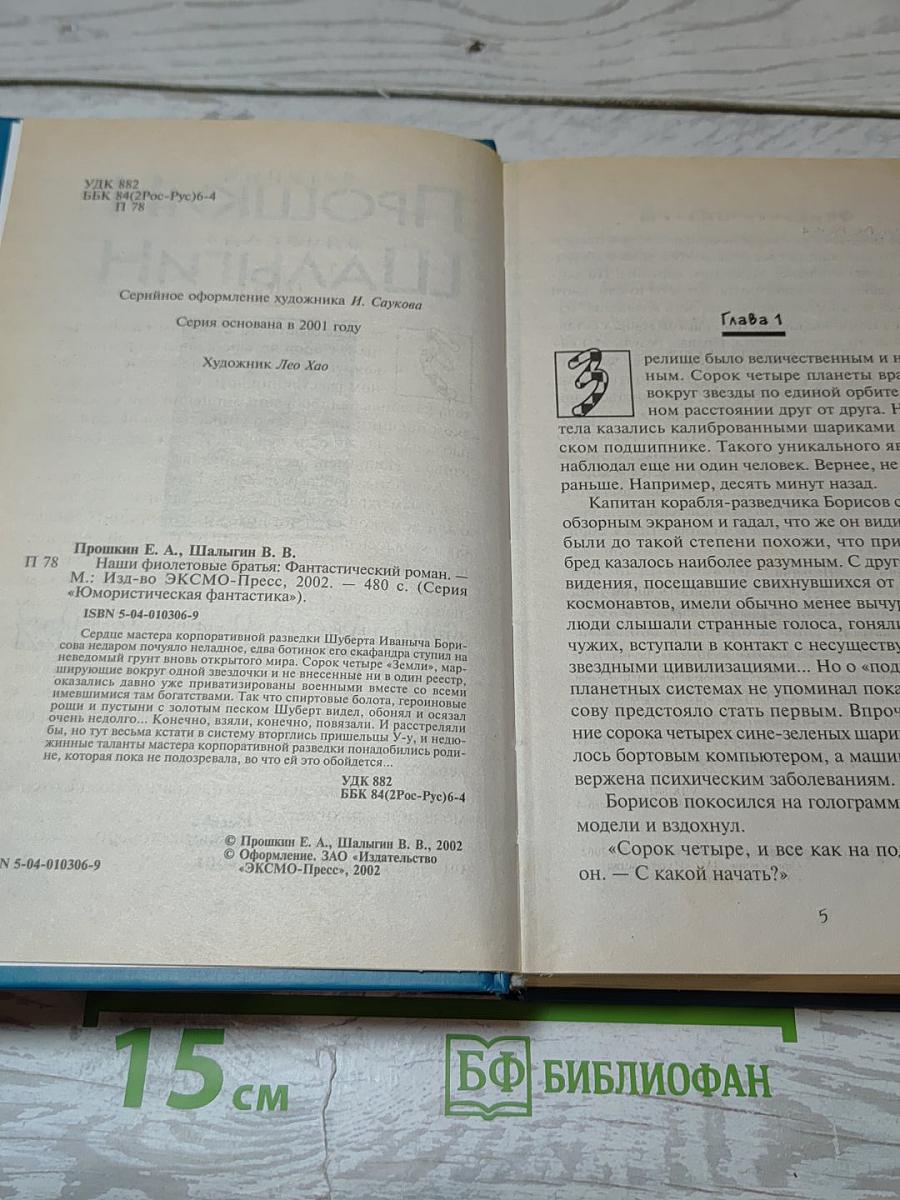 УДК 882
ББК 84(2Рос-Рус)6-4
П 78
Серийное оформление художника И. Саукова
Серия основана в 2001 году
Художник Лео Хао
Прошкин Е. А., Шалыгин В. В.
П 78 Наши фиолетовые братья: Фантастический роман. —
М.: Изд-во ЭКСМО-Пресс, 2002. — 480 с. (Серия
«Юмористическая фантастика»).
ISBN 5-04-010306-9
Сердце мастера корпоративной разведки Шуберта Иваныча Бори-
сова недаром почуяло неладное, едва ботинок его скафандра ступил на
неведомый грунт вновь открытого мира. Сорок четыре «Земли», мар-
ширующие вокруг одной звездочки и не внесенные ни в один реестр,
оказались давно уже приватизированы военными вместе со всеми
имевшимися там богатствами. Так что спиртовые болота, героиновые
рощи и пустыни с золотым песком Шуберт видел, обонял и осязал
очень недолго... Конечно, взяли, конечно, повязали. И расстреляли
бы, но тут весьма кстати в систему вторглись пришельцы У-у, и недю-
жинные таланты мастера корпоративной разведки понадобились роди-
не, которая пока не подозревала, во что ей это обойдется...
УДК 882
ББК 84(2Рос-Рус)6-4
© Прошкин Е. А., Шалыгин В. В., 2002
© Оформление. ЗАО «Издательство
«ЭКСМО-Пресс», 2002
N 5-04-010306-9
Глава 1
Зрелище было величественным и н
ным. Сорок четыре планеты вра
вокруг звезды по единой орбите
ном расстоянии друг от друга. Н
тела казались калиброванными шариками
ском подшипнике. Такого уникального яв
наблюдал еще ни один человек. Вернее, не
раньше. Например, десять минут назад.
Капитан корабля-разведчика Борисов с
обзорным экраном и гадал, что же он види
были до такой степени похожи, что при
бред казалось наиболее разумным. С друг
видения, посещавшие свихнувшихся от
космонавтов, имели обычно менее вычур
люди слышали странные голоса, гоняли
чужих, вступали в контакт с несуществу
звездными цивилизациями... Но о «под
планетных системах не упоминал пока
сову предстояло стать первым. Впроч
ние сорока четырех сине-зеленых шари
лось бортовым компьютером, а маши
вержена психическим заболеваниям.
Борисов покосился на голограмм
модели и вздохнул.
«Сорок четыре, и все как на по
он. — С какой начать?»
5
15 см
БФ БИБЛИОФАН